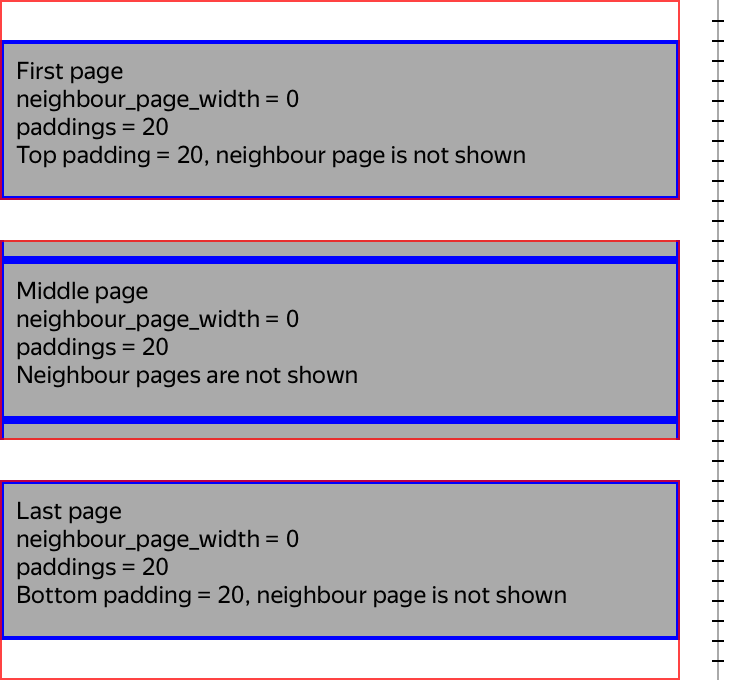 First page
neighbour_page_width = 0
paddings = 20
Top padding = 20, neighbour page is not shown
Middle page
neighbour_page_width = 0
paddings = 20
Neighbour pages are not shown
Last page
neighbour_page_width = 0
paddings = 20
Bottom padding = 20, neighbour page is not shown